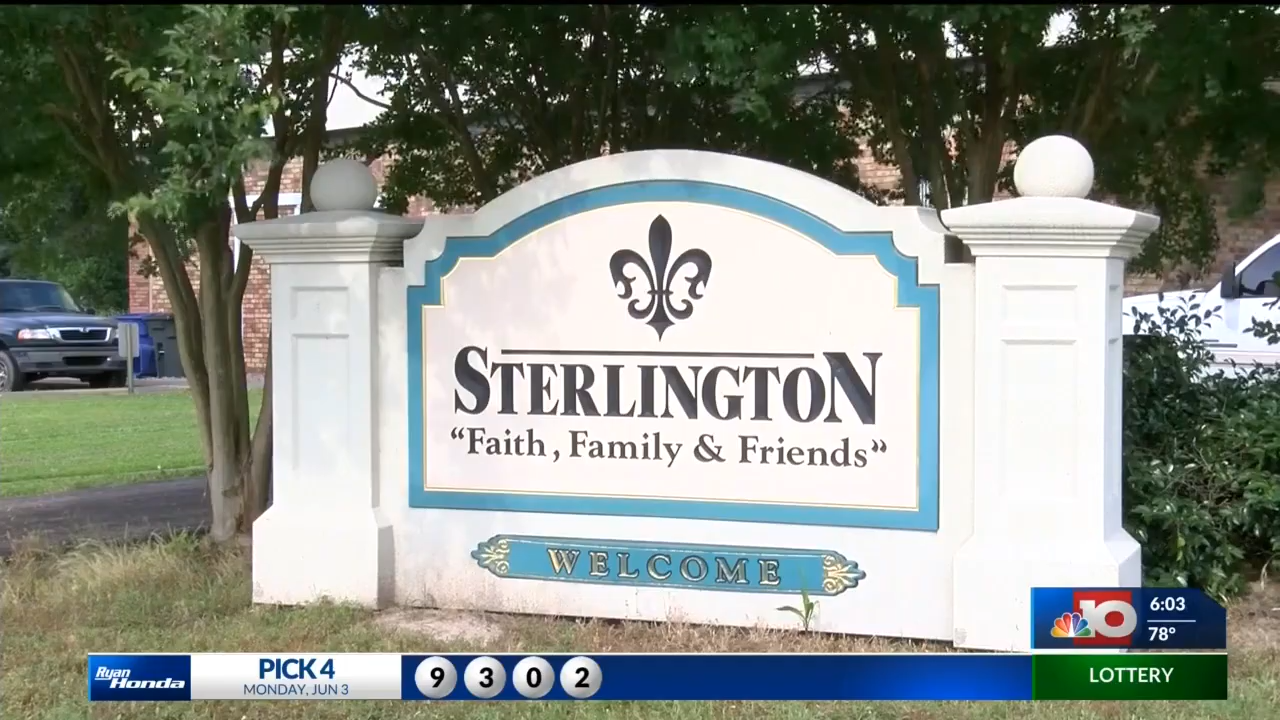 STERLINGTON
“Faith, Family & Friends”
WELCOME
10
6:03
78°
Ryan Honda
PICK 4
MONDAY, JUN 3
9 3 0 2
LOTTERY